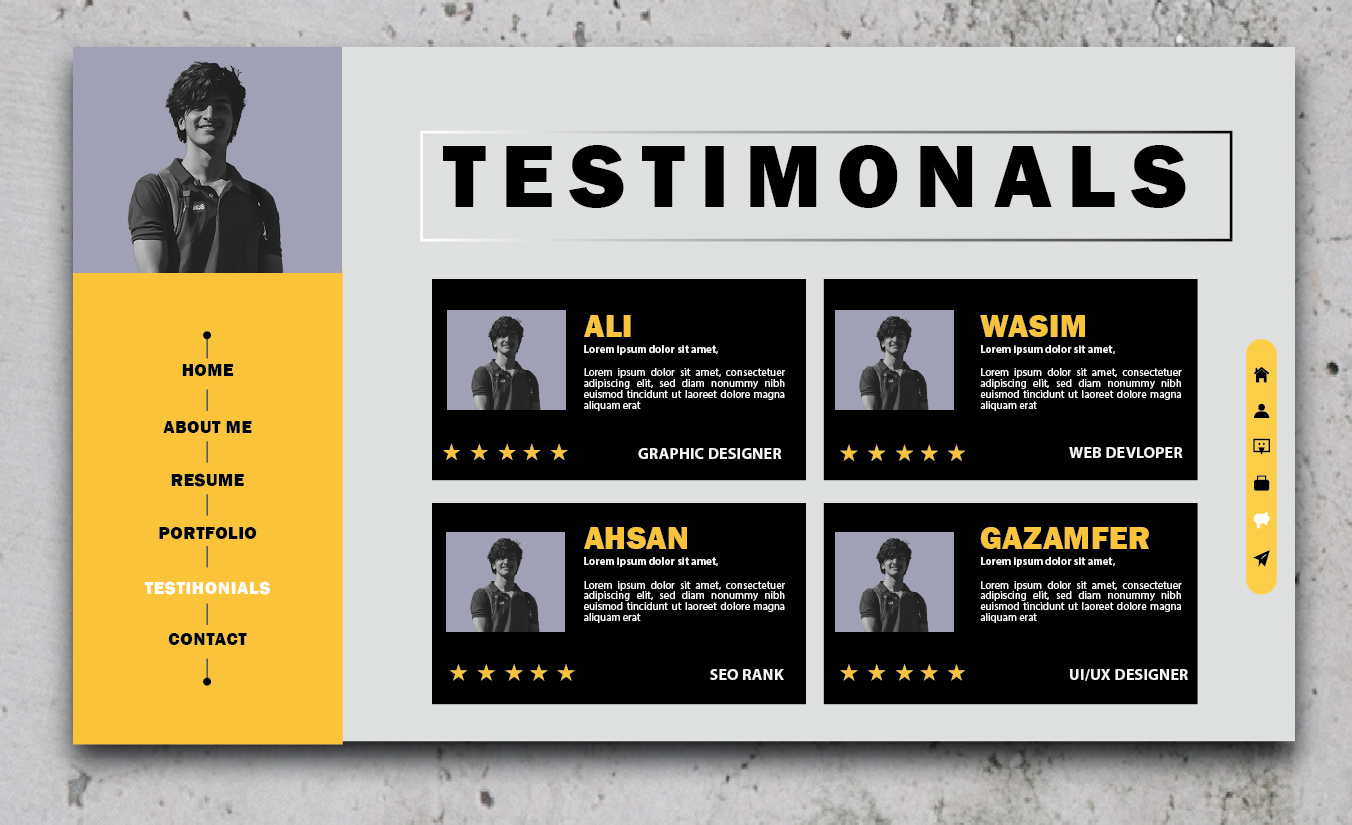 TESTIMONALS
HOME
ABOUT ME
RESUME
PORTFOLIO
TESTIHONIALS
CONTACT
ALI
Lorem ipsum dolor sit amet,
Lorem ipsum dolor sit amet, consectetuer
adipiscing elit, sed diam nonummy nibh
euismod tincidunt ut laoreet dolore magna
aliquam erat
GRAPHIC DESIGNER
WASIM
Lorem ipsum dolor sit amet,
Lorem ipsum dolor sit amet, consectetuer
adipiscing elit, sed diam nonummy nibh
euismod tincidunt ut laoreet dolore magna
aliquam erat
WEB DEVLOPER
AHSAN
Lorem ipsum dolor sit amet,
Lorem ipsum dolor sit amet, consectetuer
adipiscing elit, sed diam nonummy nibh
euismod tincidunt ut laoreet dolore magna
aliquam erat
SEO RANK
GAZAMFER
Lorem ipsum dolor sit amet,
Lorem ipsum dolor sit amet, consectetuer
adipiscing elit, sed diam nonummy nibh
euismod tincidunt ut laoreet dolore magna
aliquam erat
UI/UX DESIGNER